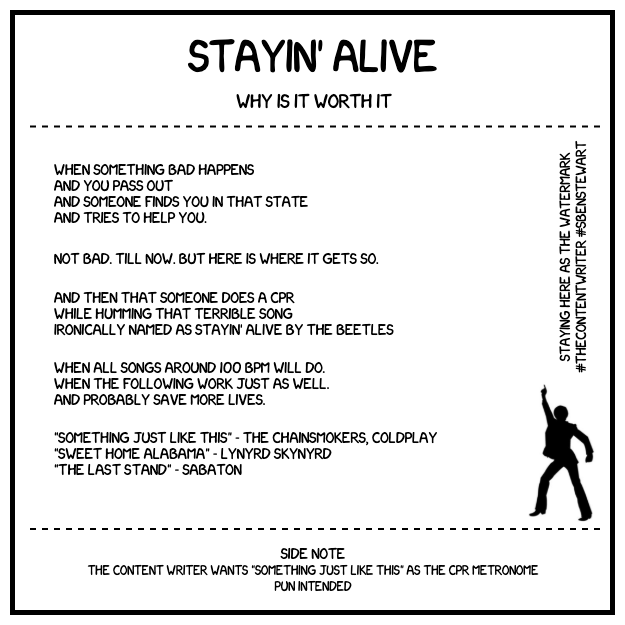 STAYIN' ALIVE
WHY IS IT WORTH IT
WHEN SOMETHING BAD HAPPENS
AND YOU PASS OUT
AND SOMEONE FINDS YOU IN THAT STATE
AND TRIES TO HELP YOU.
NOT BAD. TILL NOW. BUT HERE IS WHERE IT GETS SO.
AND THEN THAT SOMEONE DOES A CPR
WHILE HUMMING THAT TERRIBLE SONG
IRONICALLY NAMED AS STAYIN' ALIVE BY THE BEETLES
WHEN ALL SONGS AROUND 100 BPM WILL DO.
WHEN THE FOLLOWING WORK JUST AS WELL.
AND PROBABLY SAVE MORE LIVES.
"SOMETHING JUST LIKE THIS" - THE CHAINSMOKERS, COLDPLAY
"SWEET HOME ALABAMA" - LYNYRD SKYNYRD
"THE LAST STAND" - SABATON
STAYING HERE AS THE WATERMARK
#THECONTENTWRITER #SBENSTEWART
SIDE NOTE
THE CONTENT WRITER WANTS "SOMETHING JUST LIKE THIS" AS THE CPR METRONOME
PUN INTENDED